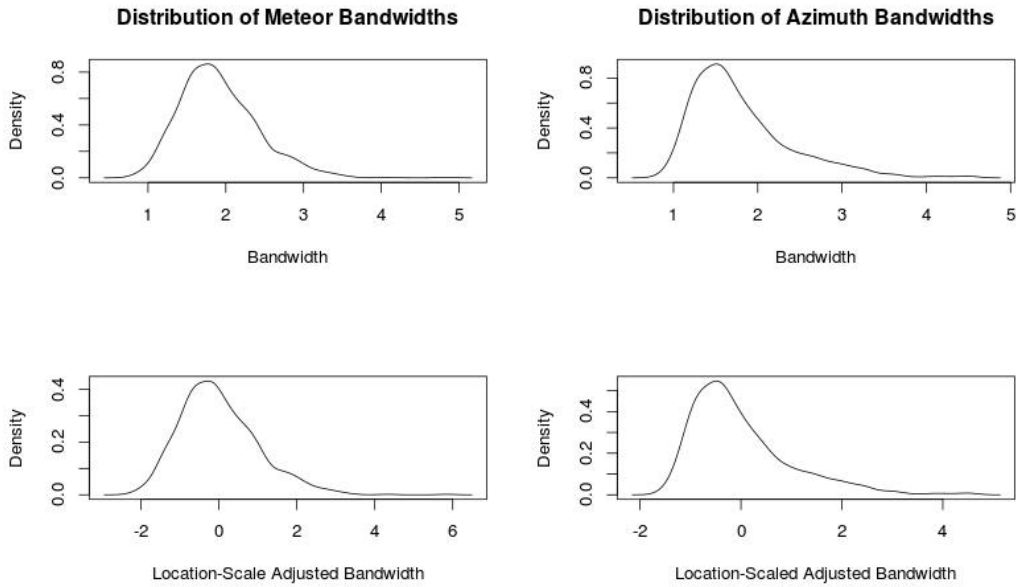 Distribution of Meteor Bandwidths
Density
0.0 0.4 0.8
1 2 3 4 5
Bandwidth
Distribution of Azimuth Bandwidths
Density
0.0 0.4 0.8
1 2 3 4 5
Bandwidth
Density
0.0 0.2 0.4
-2 0 2 4 6
Location-Scale Adjusted Bandwidth
Density
0.0 0.2 0.4
-2 0 2 4
Location-Scaled Adjusted Bandwidth